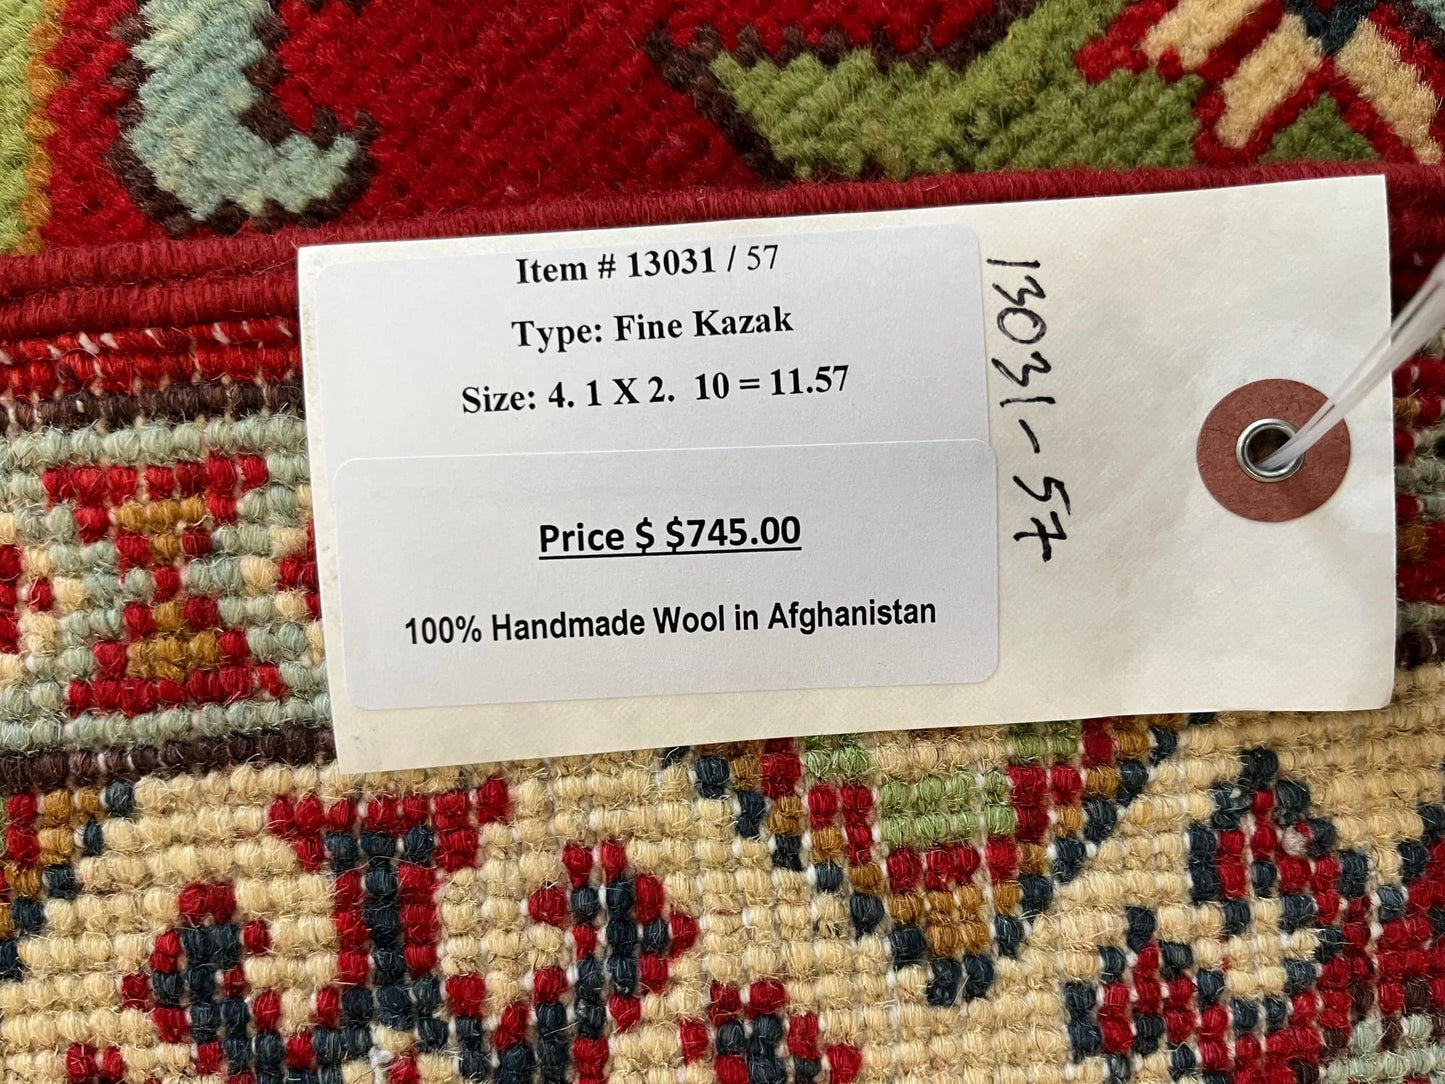 Item # 13031 / 57
Type: Fine Kazak
Size: 4. 1 X 2.  10 = 11.57
Price $ $745.00
100% Handmade Wool in Afghanistan
13031-57